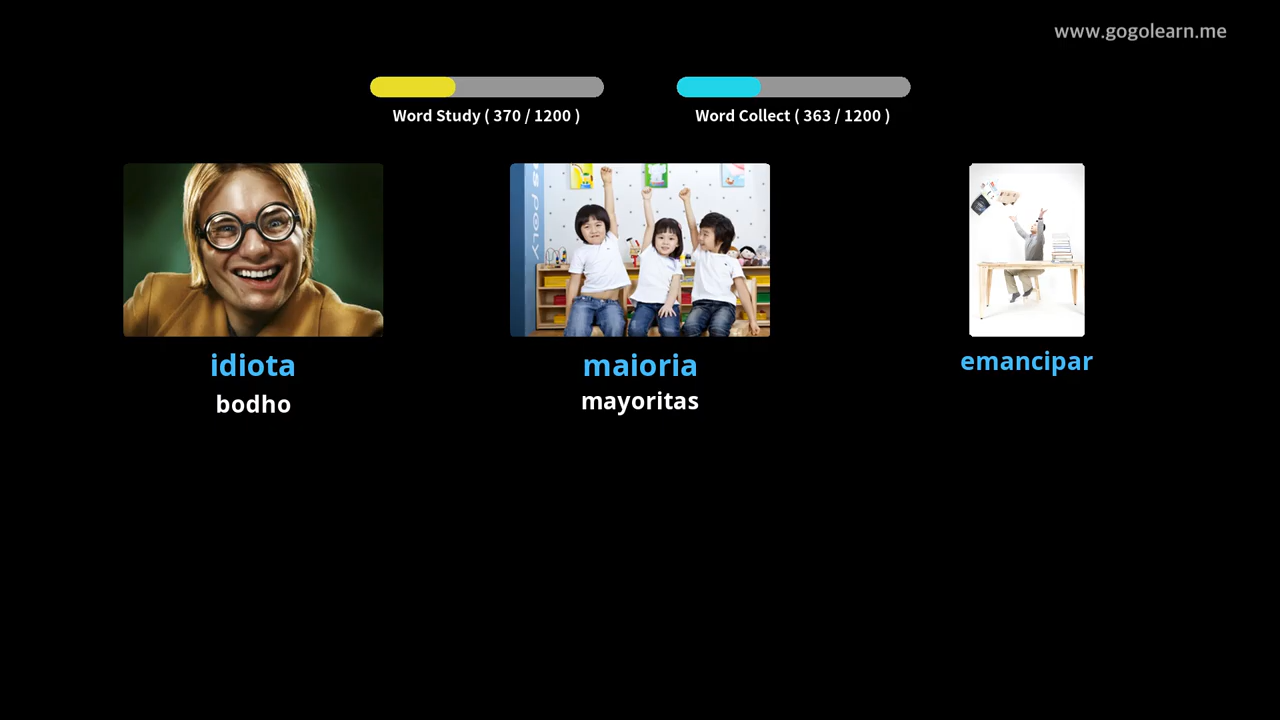 www.gogolearn.me
Word Study ( 370 / 1200 )
Word Collect ( 363 / 1200 )
idiota
bodho
maioria
mayoritas
emancipar